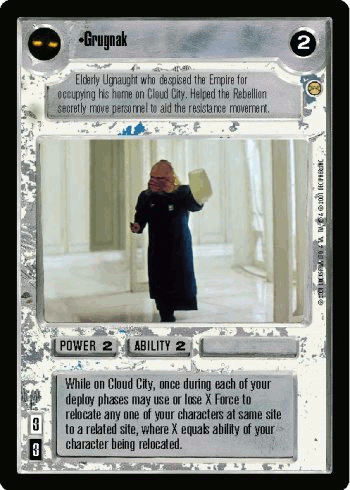 •Grugnak
2
Elderly Ugnaught who despised the Empire for
occupying his home on Cloud City. Helped the Rebellion
secretly move personnel to aid the resistance movement.
POWER 2 ABILITY 2
While on Cloud City, once during each of your
deploy phases may use or lose X Force to
relocate any one of your characters at same site
to a related site, where X equals ability of your
character being relocated.
3
3